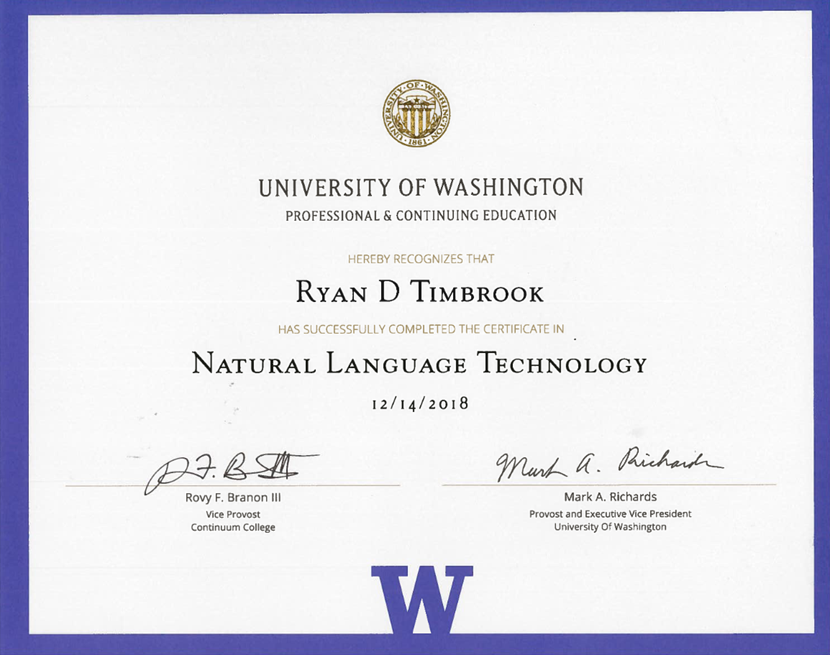 UNIVERSITY·OF·WASHINGTON
·1861·
UNIVERSITY OF WASHINGTON
PROFESSIONAL & CONTINUING EDUCATION
HEREBY RECOGNIZES THAT
RYAN D TIMBROOK
HAS SUCCESSFULLY COMPLETED THE CERTIFICATE IN
NATURAL LANGUAGE TECHNOLOGY
12/14/2018
R F. B III
Mark A. Richards
Rovy F. Branon III
Mark A. Richards
Vice Provost
Provost and Executive Vice President
Continuum College
University Of Washington
W